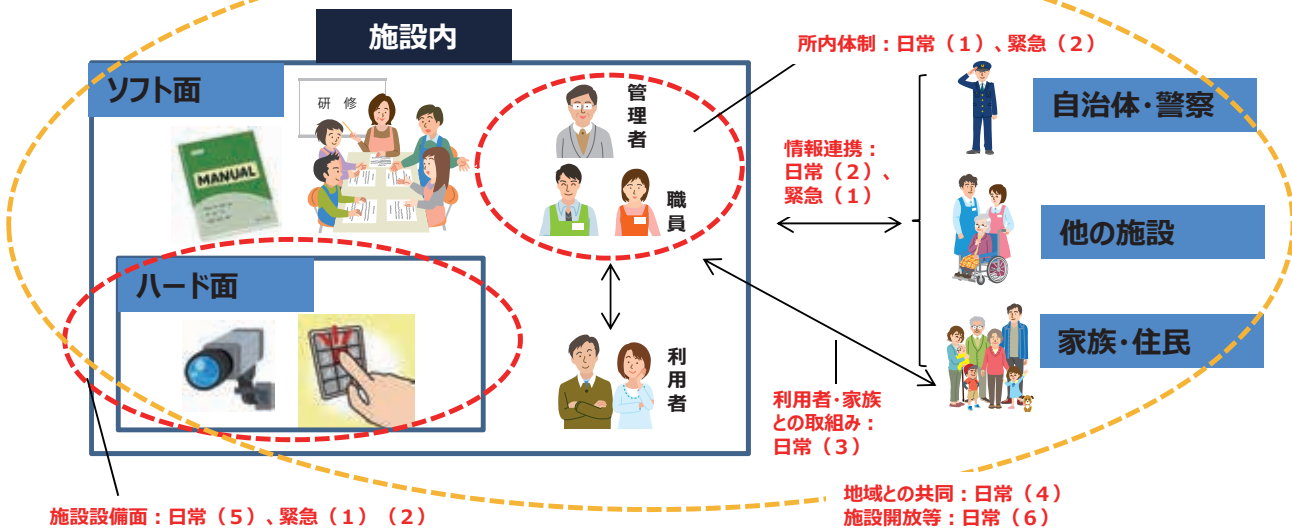 施設内
所内体制：日常（１）、緊急（２）
ソフト面
研 修
MANUAL
管理者
職員
自治体・警察
情報連携：
日常（２）、
緊急（１）
他の施設
ハード面
利用者
家族・住民
利用者・家族
との取組み：
日常（３）
地域との共同：日常（４）
施設開放等：日常（６）
施設設備面：日常（５）、緊急（１）（２）